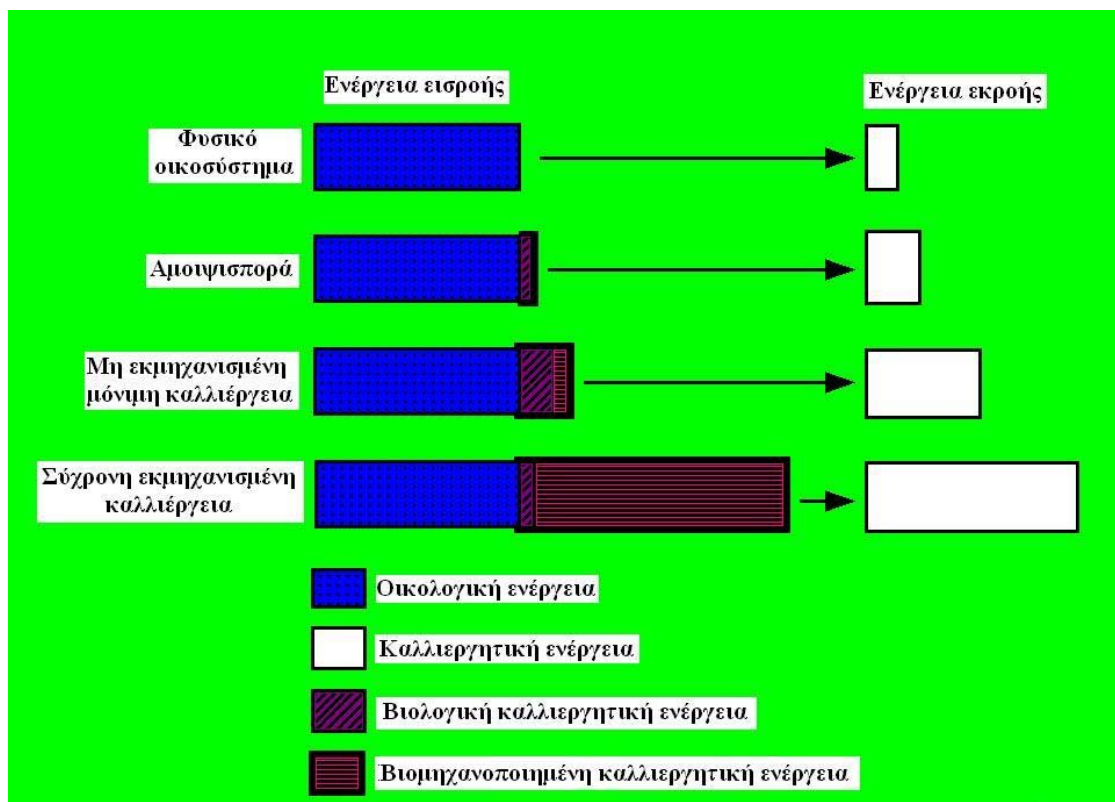 Ενέργεια εισροής
Ενέργεια εκροής
Φυσικό
οικοσύστημα
Αμοιψισπορά
Μη εκμηχανισμένη
μόνιμη καλλιέργεια
Σύχρονη εκμηχανισμένη
καλλιέργεια
Οικολογική ενέργεια
Καλλιεργητική ενέργεια
Βιολογική καλλιεργητική ενέργεια
Βιομηχανοποιημένη καλλιεργητική ενέργεια